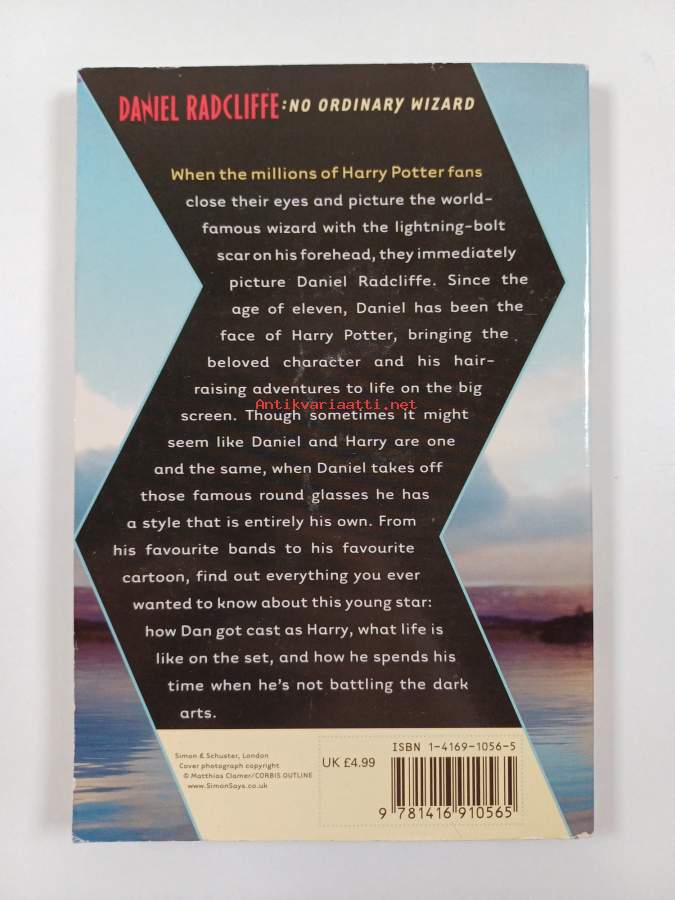 DANIEL RADCLIFFE:NO ORDINARY WIZARD
When the millions of Harry Potter fans
close their eyes and picture the world-
famous wizard with the lightning-bolt
scar on his forehead, they immediately
picture Daniel Radcliffe. Since the
age of eleven, Daniel has been the
face of Harry Potter, bringing the
beloved character and his hair-
raising adventures to life on the big
Antikvariaatti.net
screen. Though sometimes it might
seem like Daniel and Harry are one
and the same, when Daniel takes off
those famous round glasses he has
a style that is entirely his own. From
his favourite bands to his favourite
cartoon, find out everything you ever
wanted to know about this young star:
how Dan got cast as Harry, what life is
like on the set, and how he spends his
time when he's not battling the dark
arts.
Simon & Schuster, London
Cover photograph copyright
© Matthias Clamer/CORBIS OUTLINE
www.SimonSays.co.uk
UK £4.99
ISBN 1-4169-1056-5
9 781416 910565